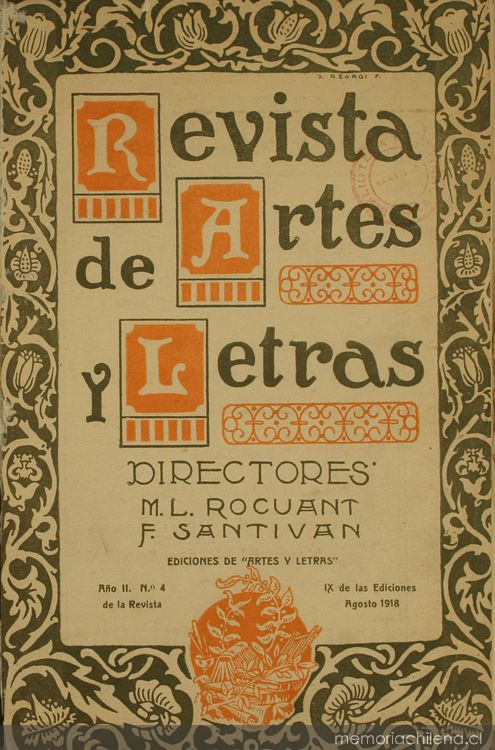 J. GEORGI F.
Revista
de Artes
y Letras
DIRECTORES
M. L. ROCUANT
F. SANTIVAN
EDICIONES DE "ARTES Y LETRAS"
Año II. N.o 4
de la Revista
IX de las Ediciones
Agosto 1918
memoriachilena.cl